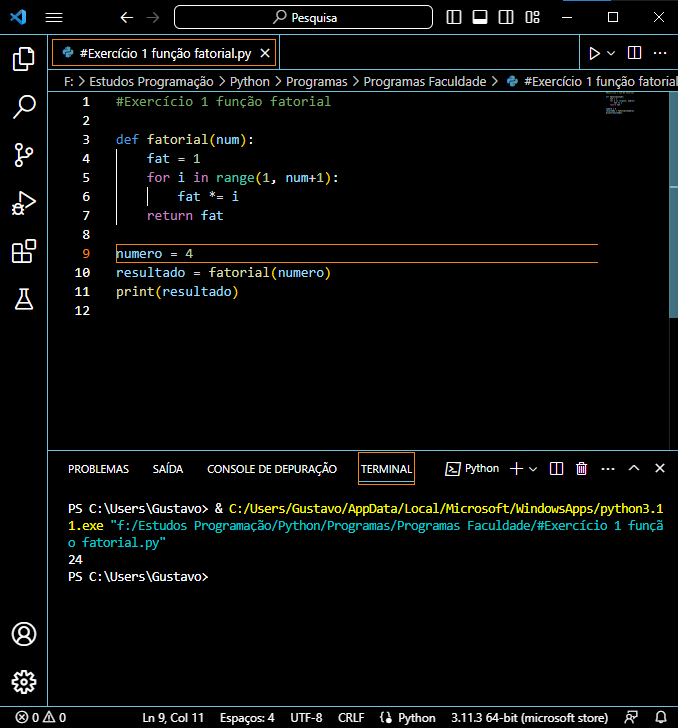 Pesquisa
#Exercício 1 função fatorial.py
F: > Estudos Programação > Python > Programas > Programas Faculdade > #Exercício 1 função fatorial
1 #Exercício 1 função fatorial
2
3 def fatorial(num):
4     fat = 1
5     for i in range(1, num+1):
6         fat *= i
7     return fat
8
9 numero = 4
10 resultado = fatorial(numero)
11 print(resultado)
12
PROBLEMAS SAÍDA CONSOLE DE DEPURAÇÃO TERMINAL Python
PS C:\Users\Gustavo> & C:/Users/Gustavo/AppData/Local/Microsoft/WindowsApps/python3.1
1.exe "f:/Estudos Programação/Python/Programas/Programas Faculdade/#Exercício 1 funçã
o fatorial.py"
24
PS C:\Users\Gustavo>
0 0 Ln 9, Col 11 Espaços: 4 UTF-8 CRLF Python 3.11.3 64-bit (microsoft store)